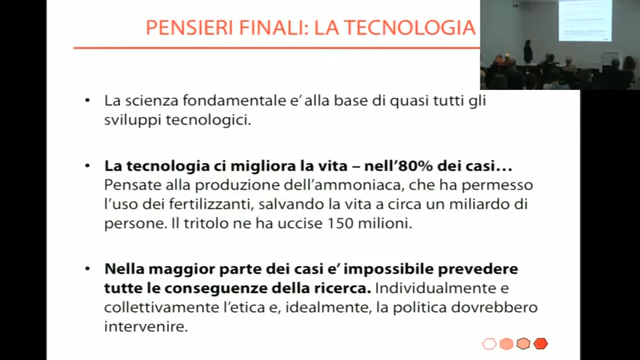 PENSIERI FINALI: LA TECNOLOGIA
• La scienza fondamentale e' alla base di quasi tutti gli
sviluppi tecnologici.
• La tecnologia ci migliora la vita – nell'80% dei casi…
Pensate alla produzione dell'ammoniaca, che ha permesso
l'uso dei fertilizzanti, salvando la vita a circa un miliardo di
persone. Il tritolo ne ha uccise 150 milioni.
• Nella maggior parte dei casi e' impossibile prevedere
tutte le conseguenze della ricerca. Individualmente e
collettivamente l'etica e, idealmente, la politica dovrebbero
intervenire.